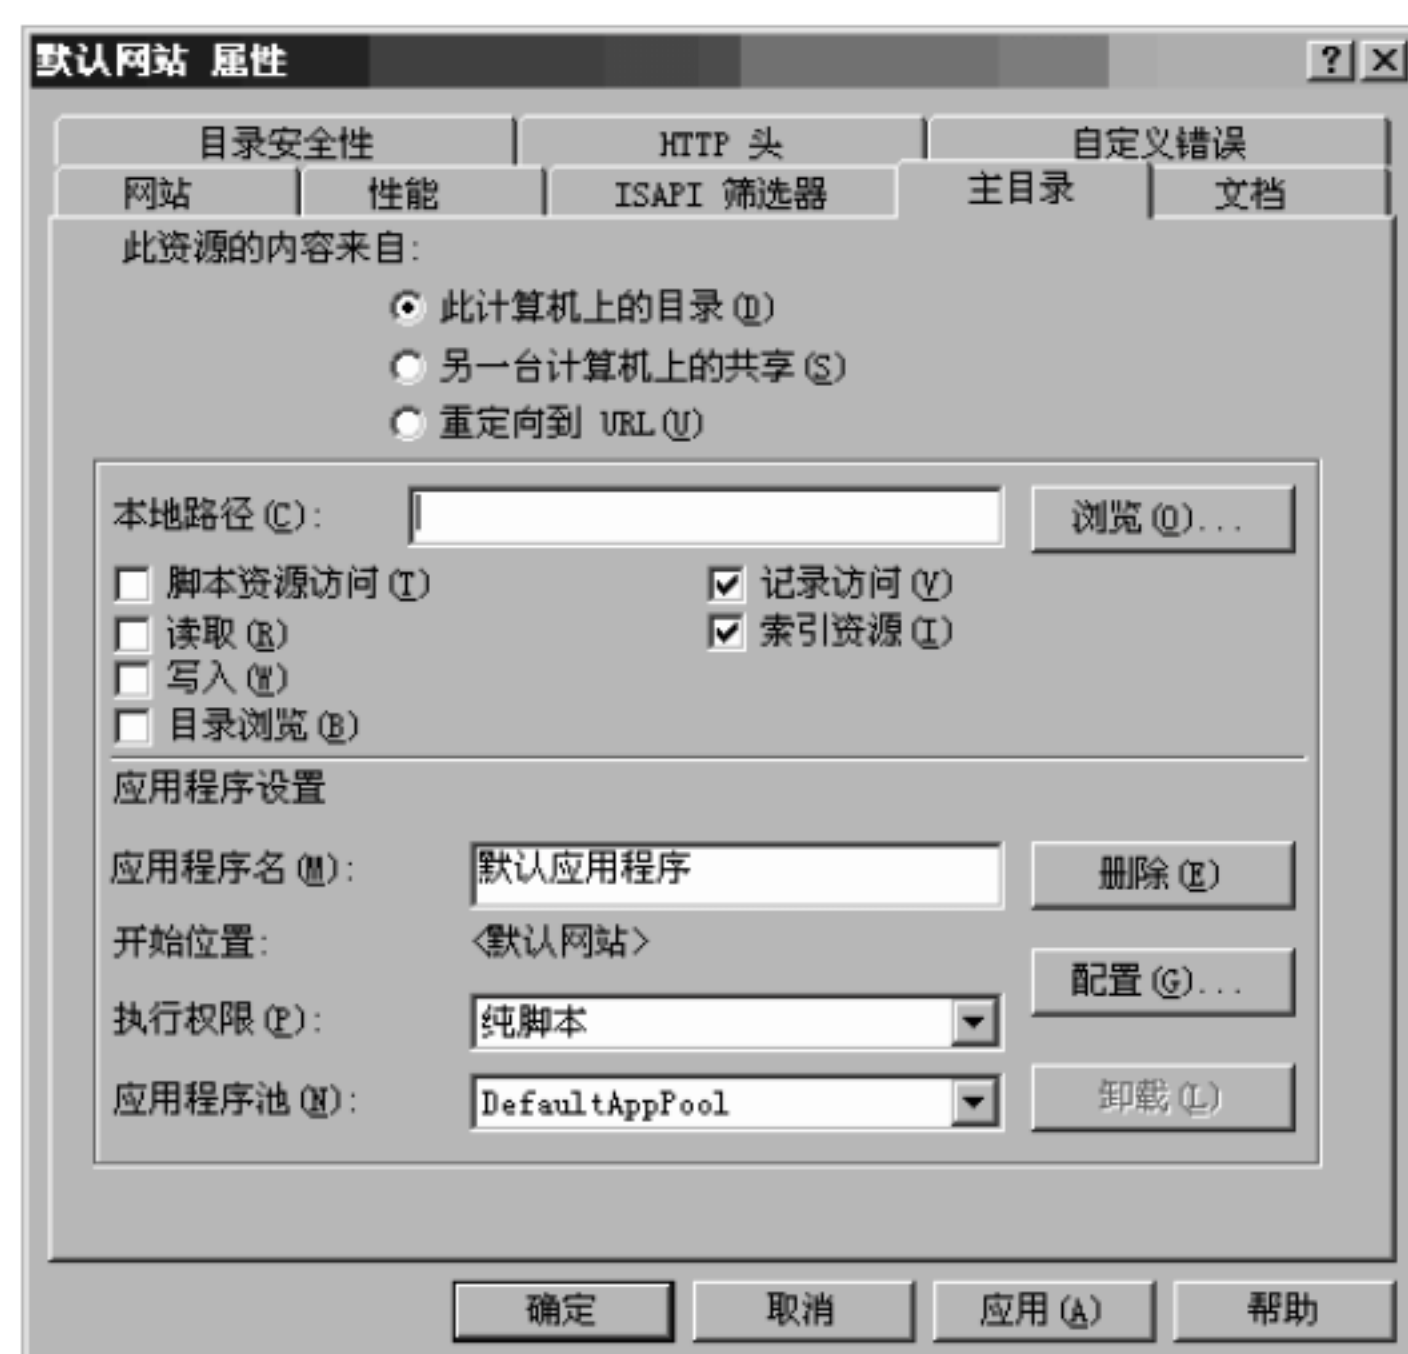 默认网站 属性
目录安全性 HTTP 头 自定义错误
网站 性能 ISAPI 筛选器 主目录 文档
此资源的内容来自:
此计算机上的目录(D)
另一台计算机上的共享(S)
重定向到 URL(U)
本地路径(C): 浏览(O)...
脚本资源访问(T) 记录访问(V)
读取(R) 索引资源(I)
写入(W)
目录浏览(B)
应用程序设置
应用程序名(M): 默认应用程序 删除(E)
开始位置: <默认网站>
配置(G)...
执行权限(P): 纯脚本
应用程序池(N): DefaultAppPool 卸载(L)
确定 取消 应用(A) 帮助